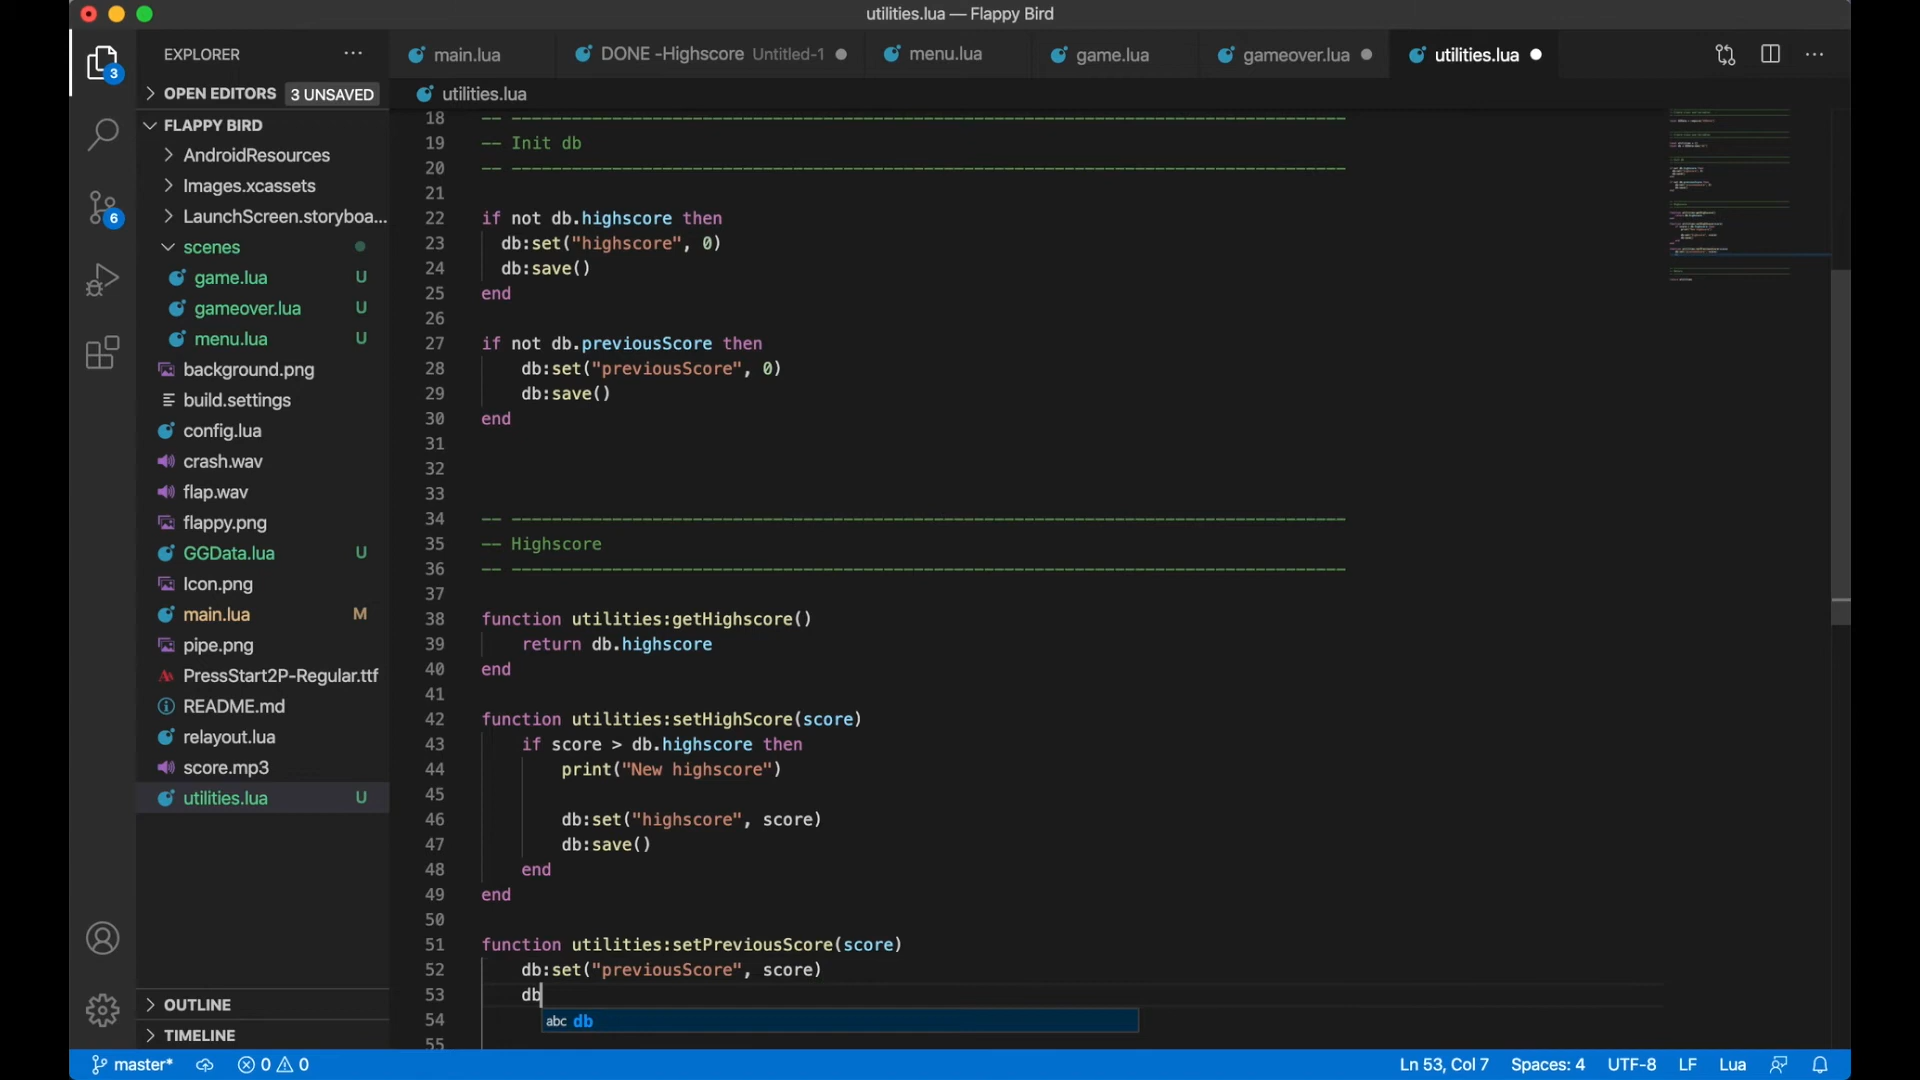 utilities.lua — Flappy Bird
EXPLORER
main.lua
DONE -Highscore Untitled-1
menu.lua
game.lua
gameover.lua
utilities.lua
OPEN EDITORS 3 UNSAVED
utilities.lua
FLAPPY BIRD
AndroidResources
Images.xcassets
LaunchScreen.storyboa...
scenes
game.lua U
gameover.lua U
menu.lua U
background.png
build.settings
config.lua
crash.wav
flap.wav
flappy.png
GGData.lua U
Icon.png
main.lua M
pipe.png
PressStart2P-Regular.ttf
README.md
relayout.lua
score.mp3
utilities.lua U
OUTLINE
TIMELINE
3
6
18 -- -----------------------------------------------------------------------------------
19 -- Init db
20 -- -----------------------------------------------------------------------------------
21
22 if not db.highscore then
23 db:set("highscore", 0)
24 db:save()
25 end
26
27 if not db.previousScore then
28 db:set("previousScore", 0)
29 db:save()
30 end
31
32
33
34 -- -----------------------------------------------------------------------------------
35 -- Highscore
36 -- -----------------------------------------------------------------------------------
37
38 function utilities:getHighscore()
39 return db.highscore
40 end
41
42 function utilities:setHighScore(score)
43 if score > db.highscore then
44 print("New highscore")
45
46 db:set("highscore", score)
47 db:save()
48 end
49 end
50
51 function utilities:setPreviousScore(score)
52 db:set("previousScore", score)
53 db
54
abc db
55
master* 0 0
Ln 53, Col 7 Spaces: 4 UTF-8 LF Lua